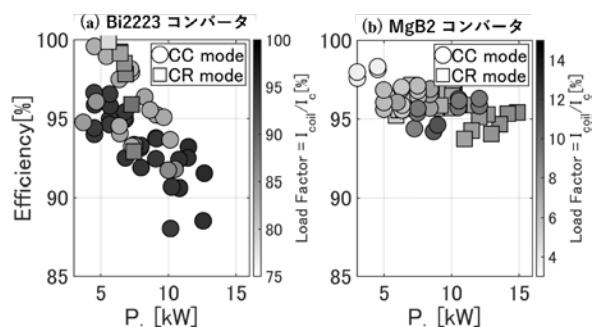 (a) Bi2223 コンバータ
(b) MgB2 コンバータ
100
95
90
85
Efficiency[%]
5
10
15
CC mode
CR mode
100
95
90
85
80
75
Load Factor = I_coil/I_c [%]
100
95
90
85
5
10
15
CC mode
CR mode
14
12
10
8
6
4
Load Factor = I_coil/I_c [%]
[kW]
[kW]